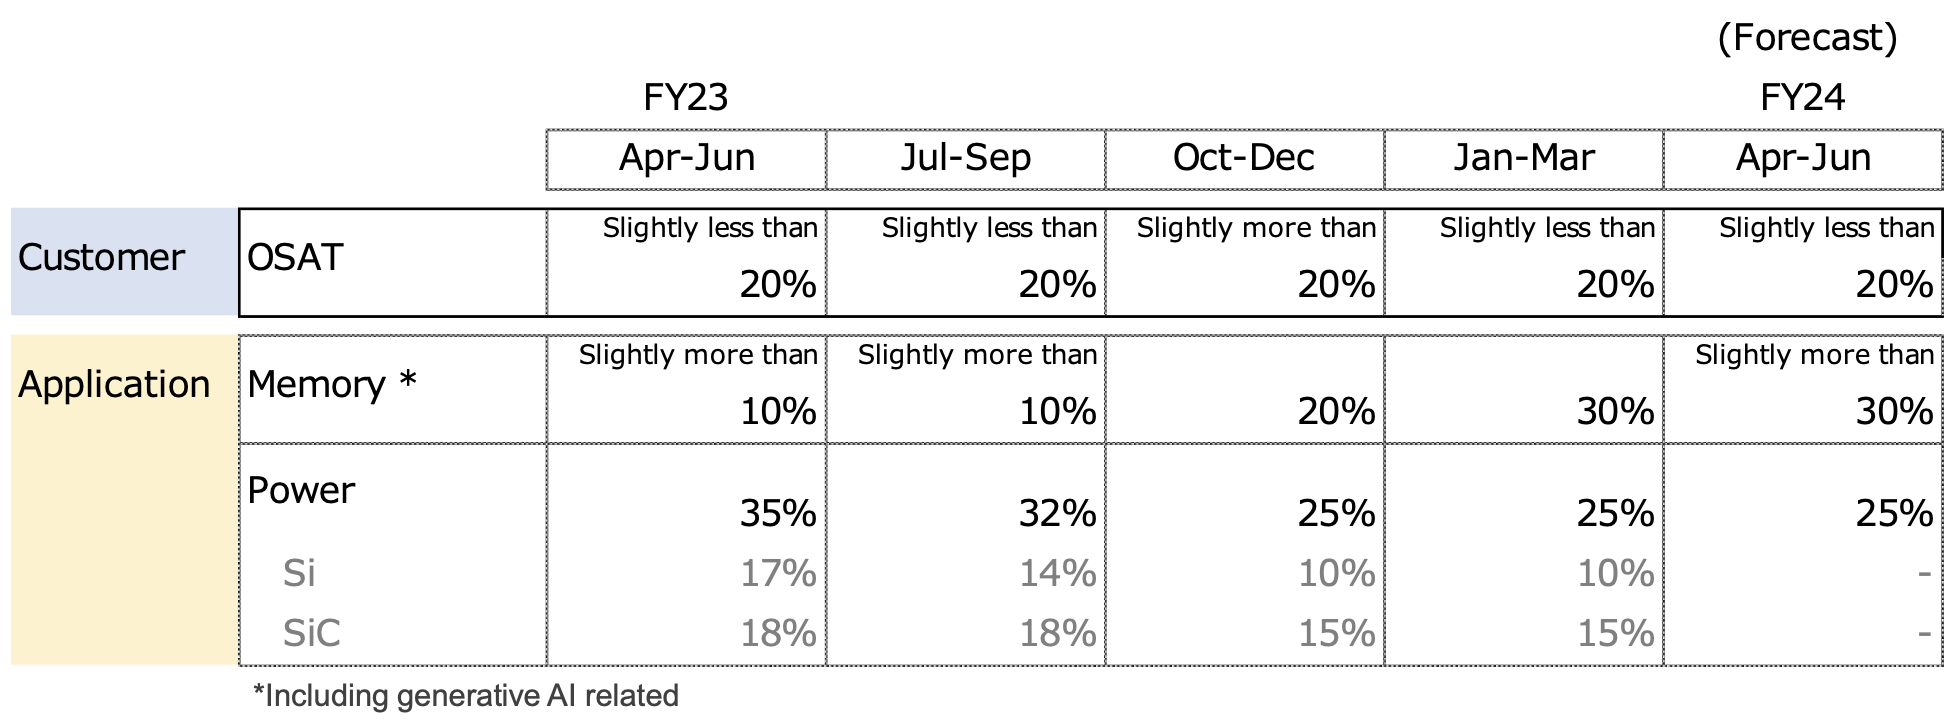 (Forecast)
FY23 FY24
Apr-Jun Jul-Sep Oct-Dec Jan-Mar Apr-Jun
Customer OSAT
Slightly less than Slightly less than Slightly more than Slightly less than Slightly less than
20% 20% 20% 20% 20%
Application Memory *
Slightly more than Slightly more than Slightly more than
10% 10% 20% 30% 30%
Power
35% 32% 25% 25% 25%
Si 17% 14% 10% 10% -
SiC 18% 18% 15% 15% -
*Including generative AI related